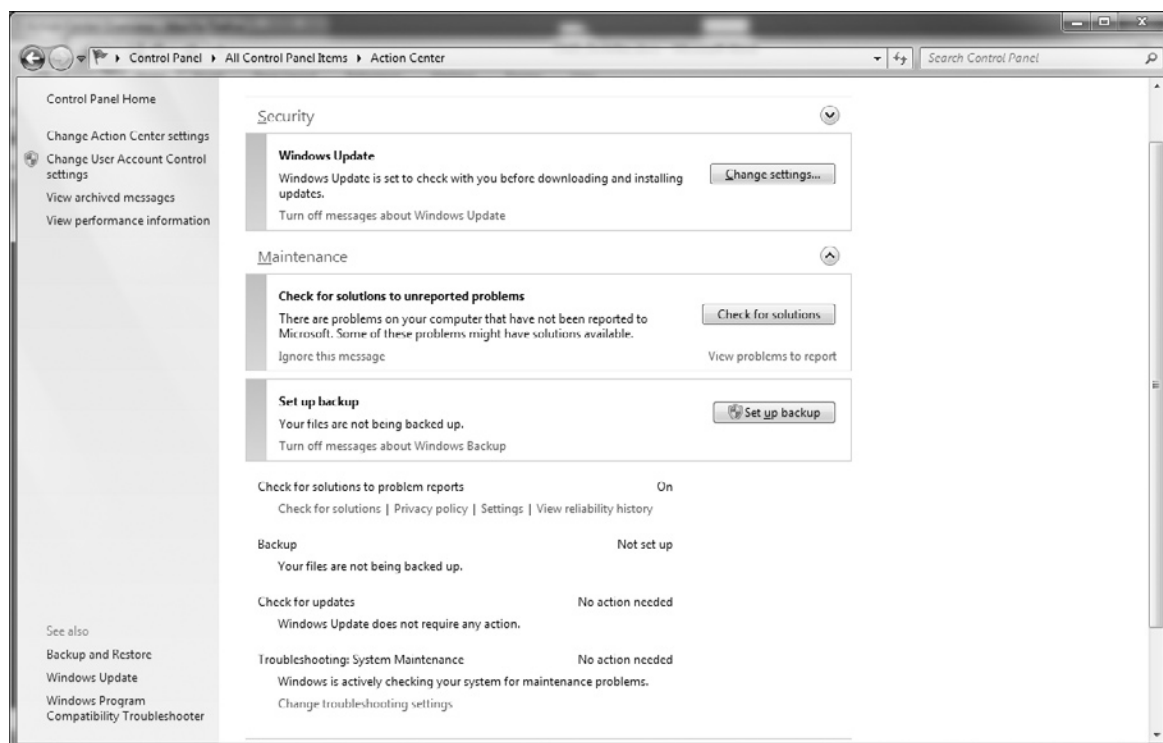 Control Panel ▸ All Control Panel Items ▸ Action Center
Search Control Panel
Control Panel Home
Change Action Center settings
Change User Account Control
settings
View archived messages
View performance information
See also
Backup and Restore
Windows Update
Windows Program
Compatibility Troubleshooter
Security
Windows Update
Windows Update is set to check with you before downloading and installing
updates.
Change settings...
Turn off messages about Windows Update
Maintenance
Check for solutions to unreported problems
There are problems on your computer that have not been reported to
Microsoft. Some of these problems might have solutions available.
Check for solutions
Ignore this message
View problems to report
Set up backup
Your files are not being backed up.
Set up backup
Turn off messages about Windows Backup
Check for solutions to problem reports On
Check for solutions | Privacy policy | Settings | View reliability history
Backup Not set up
Your files are not being backed up.
Check for updates No action needed
Windows Update does not require any action.
Troubleshooting: System Maintenance No action needed
Windows is actively checking your system for maintenance problems.
Change troubleshooting settings